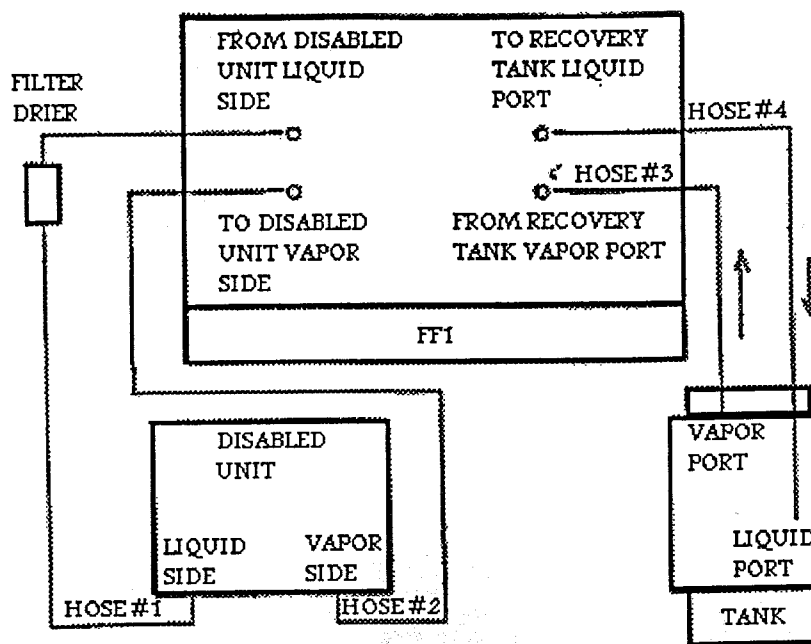 FROM DISABLED
UNIT LIQUID
SIDE
TO RECOVERY
TANK LIQUID
PORT
FILTER
DRIER
HOSE #4
HOSE #3
TO DISABLED
UNIT VAPOR
SIDE
FROM RECOVERY
TANK VAPOR PORT
FF1
DISABLED
UNIT
LIQUID
SIDE
VAPOR
SIDE
HOSE #1
HOSE #2
VAPOR
PORT
LIQUID
PORT
TANK